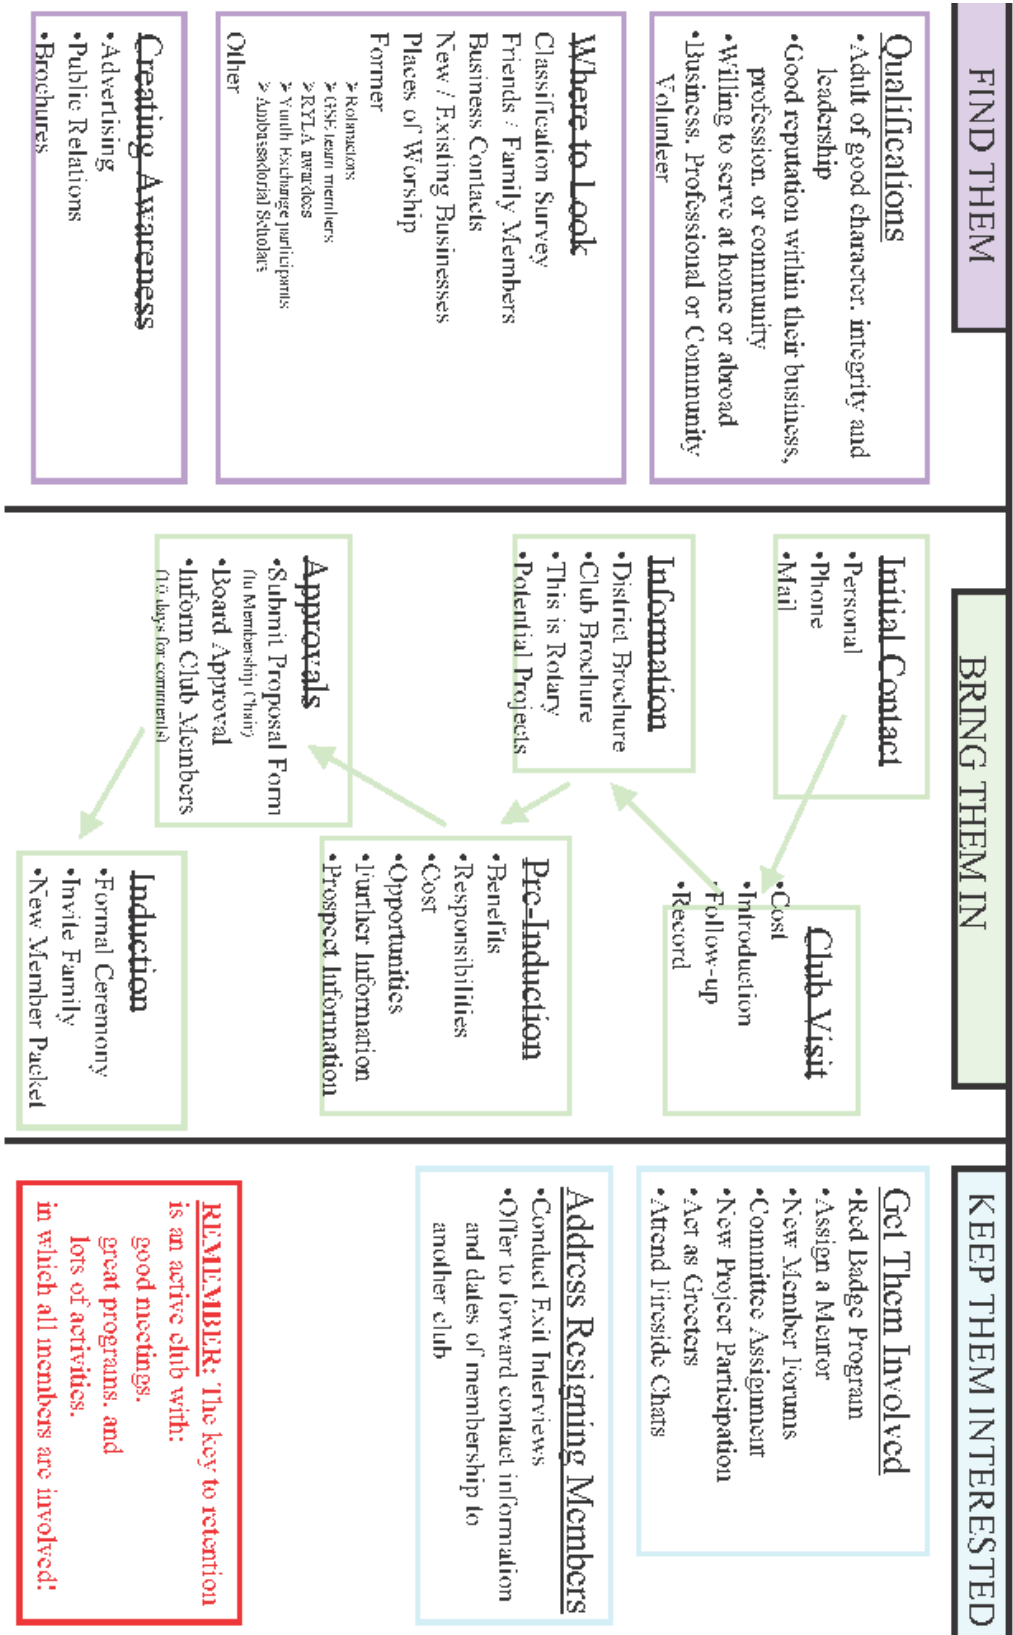 FIND THEM
Qualifications
•Adult of good character, integrity and
leadership
•Good reputation within their business,
profession, or community
•Willing to serve at home or abroad
•Business, Professional or Community
Volunteer
Where to Look
Classification Survey
Friends / Family Members
Business Contacts
New / Existing Businesses
Places of Worship
Former
➢Rotaractors
➢GSE team members
➢RYLA awardees
➢Youth Exchange participants
➢Ambassadorial Scholars
Other
Creating Awareness
•Advertising
•Public Relations
•Brochures
BRING THEM IN
Initial Contact
•Personal
•Phone
•Mail
Club Visit
•Cost
•Introduction
•Follow-up
•Record
Information
•District Brochure
•Club Brochure
•This is Rotary
•Potential Projects
Pre-Induction
•Benefits
•Responsibilities
•Cost
•Opportunities
•Further Information
•Prospect Information
Approvals
•Submit Proposal Form
(to Membership Chair)
•Board Approval
•Inform Club Members
(10 days for comments)
Induction
•Formal Ceremony
•Invite Family
•New Member Packet
KEEP THEM INTERESTED
Get Them Involved
•Red Badge Program
•Assign a Mentor
•New Member Forums
•Committee Assignment
•New Project Participation
•Act as Greeters
•Attend Fireside Chats
Address Resigning Members
•Conduct Exit Interviews
•Offer to forward contact information
and dates of membership to
another club
REMEMBER: The key to retention
is an active club with:
good meetings,
great programs, and
lots of activities,
in which all members are involved!